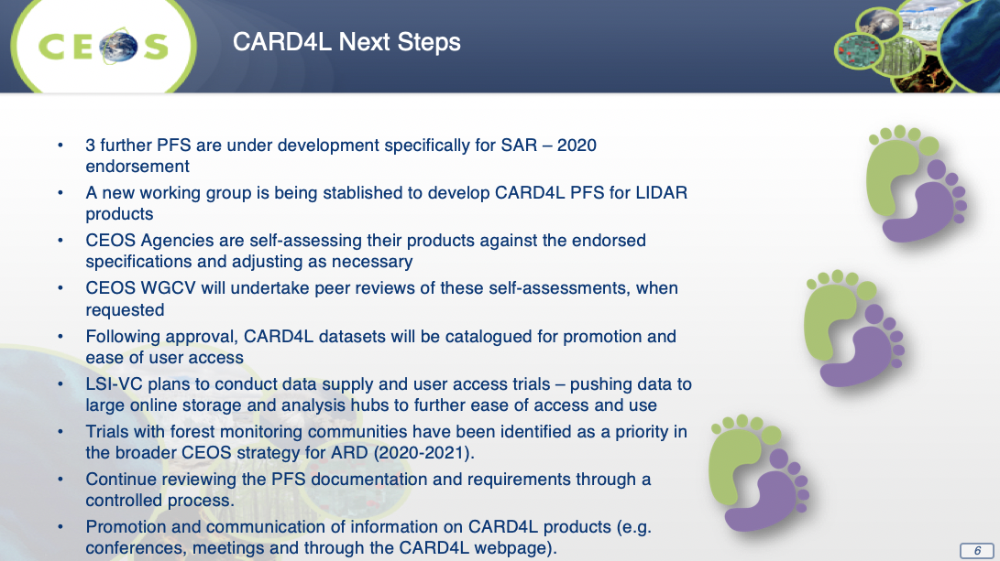 CEOS
CARD4L Next Steps
• 3 further PFS are under development specifically for SAR – 2020
endorsement
• A new working group is being stablished to develop CARD4L PFS for LIDAR
products
• CEOS Agencies are self-assessing their products against the endorsed
specifications and adjusting as necessary
• CEOS WGCV will undertake peer reviews of these self-assessments, when
requested
• Following approval, CARD4L datasets will be catalogued for promotion and
ease of user access
• LSI-VC plans to conduct data supply and user access trials – pushing data to
large online storage and analysis hubs to further ease of access and use
• Trials with forest monitoring communities have been identified as a priority in
the broader CEOS strategy for ARD (2020-2021).
• Continue reviewing the PFS documentation and requirements through a
controlled process.
• Promotion and communication of information on CARD4L products (e.g.
conferences, meetings and through the CARD4L webpage).
6